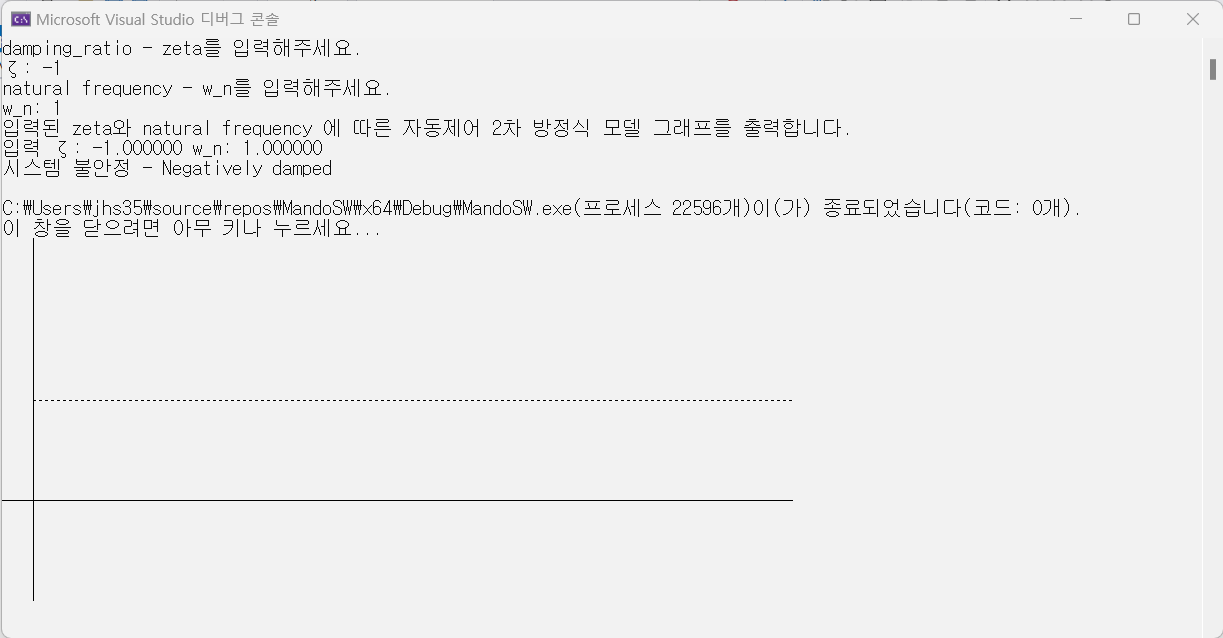 Microsoft Visual Studio 디버그 콘솔
damping_ratio - zeta를 입력해주세요.
ζ: -1
natural frequency - w_n를 입력해주세요.
w_n: 1
입력된 zeta와 natural frequency 에 따른 자동제어 2차 방정식 모델 그래프를 출력합니다.
입력 ζ: -1.000000 w_n: 1.000000
시스템 불안정 - Negatively damped
C:₩Users₩jhs35₩source₩repos₩MandoSW₩x64₩Debug₩MandoSW.exe(프로세스 22596개)이(가) 종료되었습니다(코드: 0개).
이 창을 닫으려면 아무 키나 누르세요...